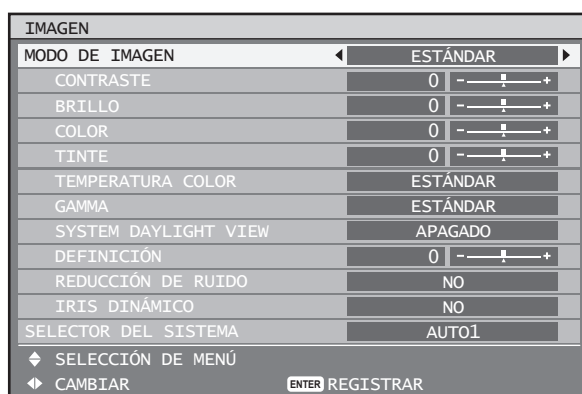 IMAGEN
MODO DE IMAGEN ESTÁNDAR
CONTRASTE 0 - +
BRILLO 0 - +
COLOR 0 - +
TINTE 0 - +
TEMPERATURA COLOR ESTÁNDAR
GAMMA ESTÁNDAR
SYSTEM DAYLIGHT VIEW APAGADO
DEFINICIÓN 0 - +
REDUCCIÓN DE RUIDO NO
IRIS DINÁMICO NO
SELECTOR DEL SISTEMA AUTO1
SELECCIÓN DE MENÚ
CAMBIAR ENTER REGISTRAR